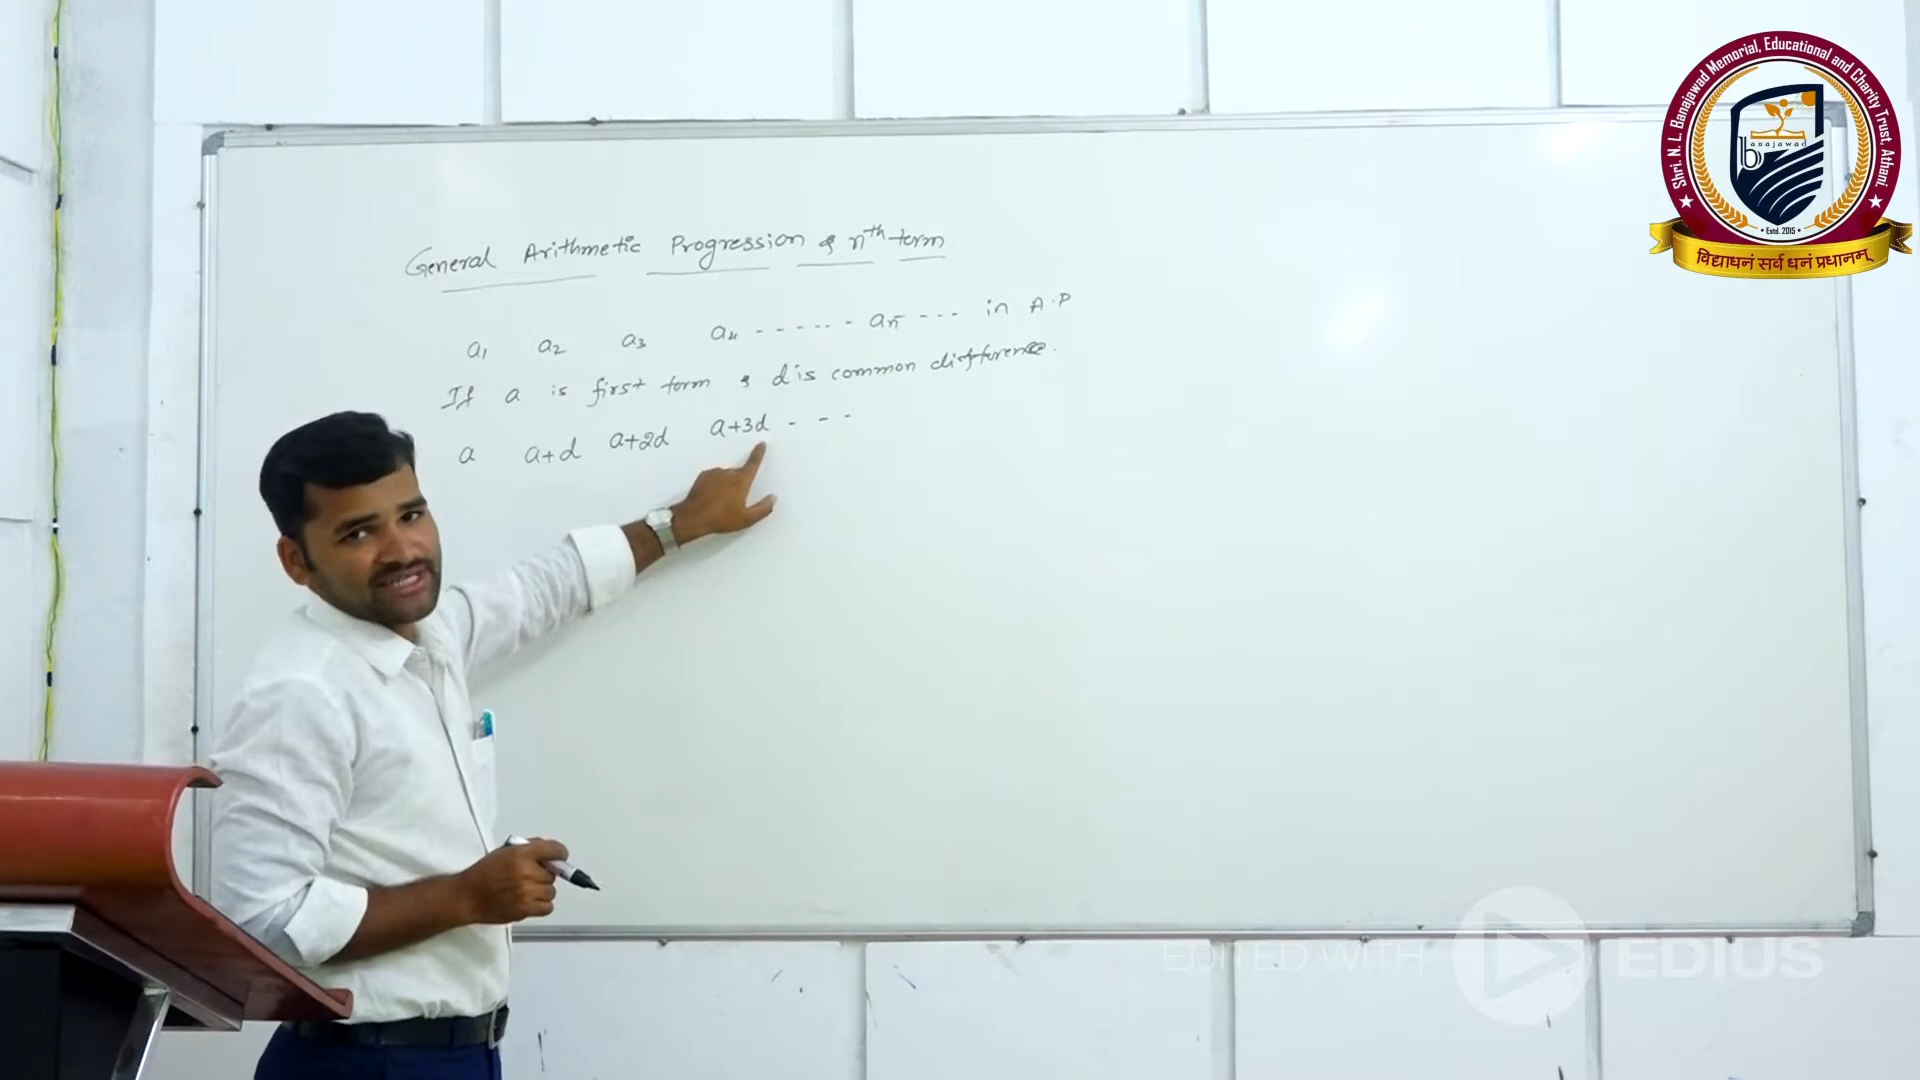 General Arithmetic Progression & nth term
a1 a2 a3 a4 ------ an --- in A.P
If a is first term & d is common difference.
a a+d a+2d a+3d - - -
Shri. N. L. Banajawad Memorial, Educational and Charity Trust, Athani.
banajawad
• Estd. 2015 •
विद्याधनं सर्व धनं प्रधानम्
EDITED WITH EDIUS